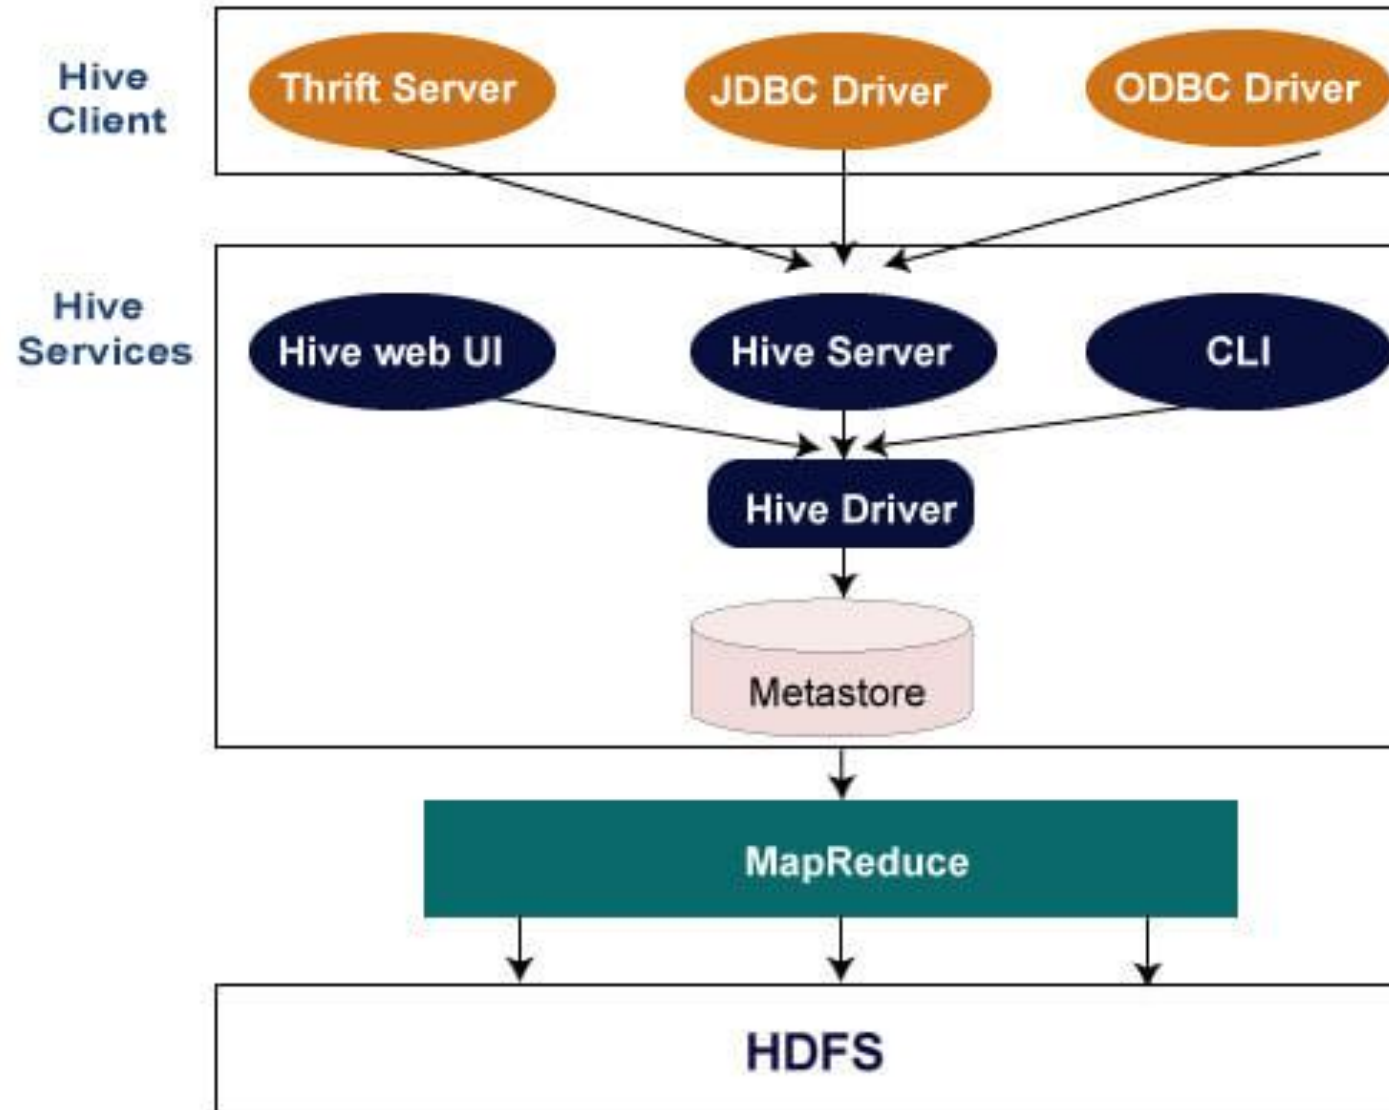 Hive
Client
Thrift Server
JDBC Driver
ODBC Driver
Hive
Services
Hive web UI
Hive Server
CLI
Hive Driver
Metastore
MapReduce
HDFS